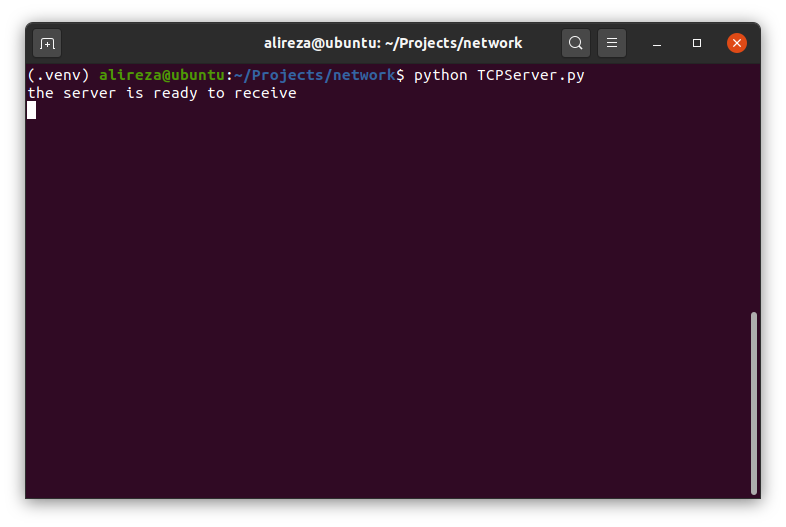 alireza@ubuntu: ~/Projects/network
(.venv) alireza@ubuntu:~/Projects/network$ python TCPServer.py
the server is ready to receive